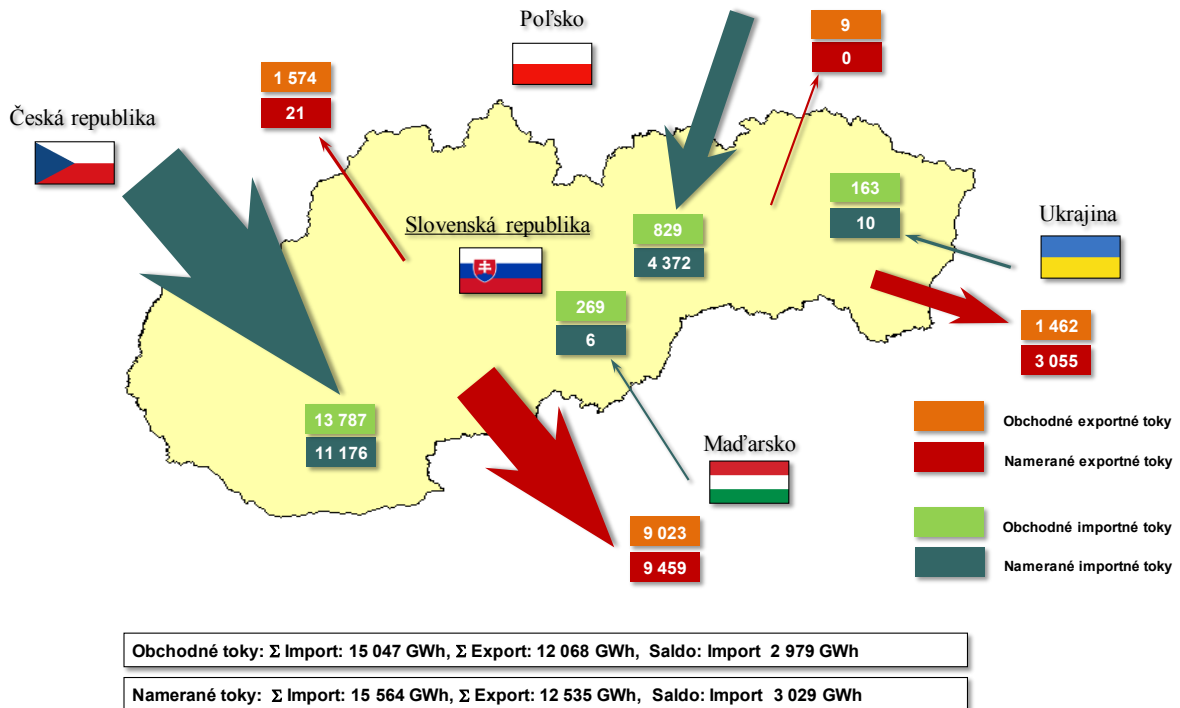 Poľsko
9
0
1 574
21
Česká republika
163
10
Ukrajina
Slovenská republika
829
4 372
269
6
1 462
3 055
13 787
11 176
Maďarsko
9 023
9 459
Obchodné exportné toky
Namerané exportné toky
Obchodné importné toky
Namerané importné toky
Obchodné toky: Σ Import: 15 047 GWh, Σ Export: 12 068 GWh, Saldo: Import 2 979 GWh
Namerané toky: Σ Import: 15 564 GWh, Σ Export: 12 535 GWh, Saldo: Import 3 029 GWh